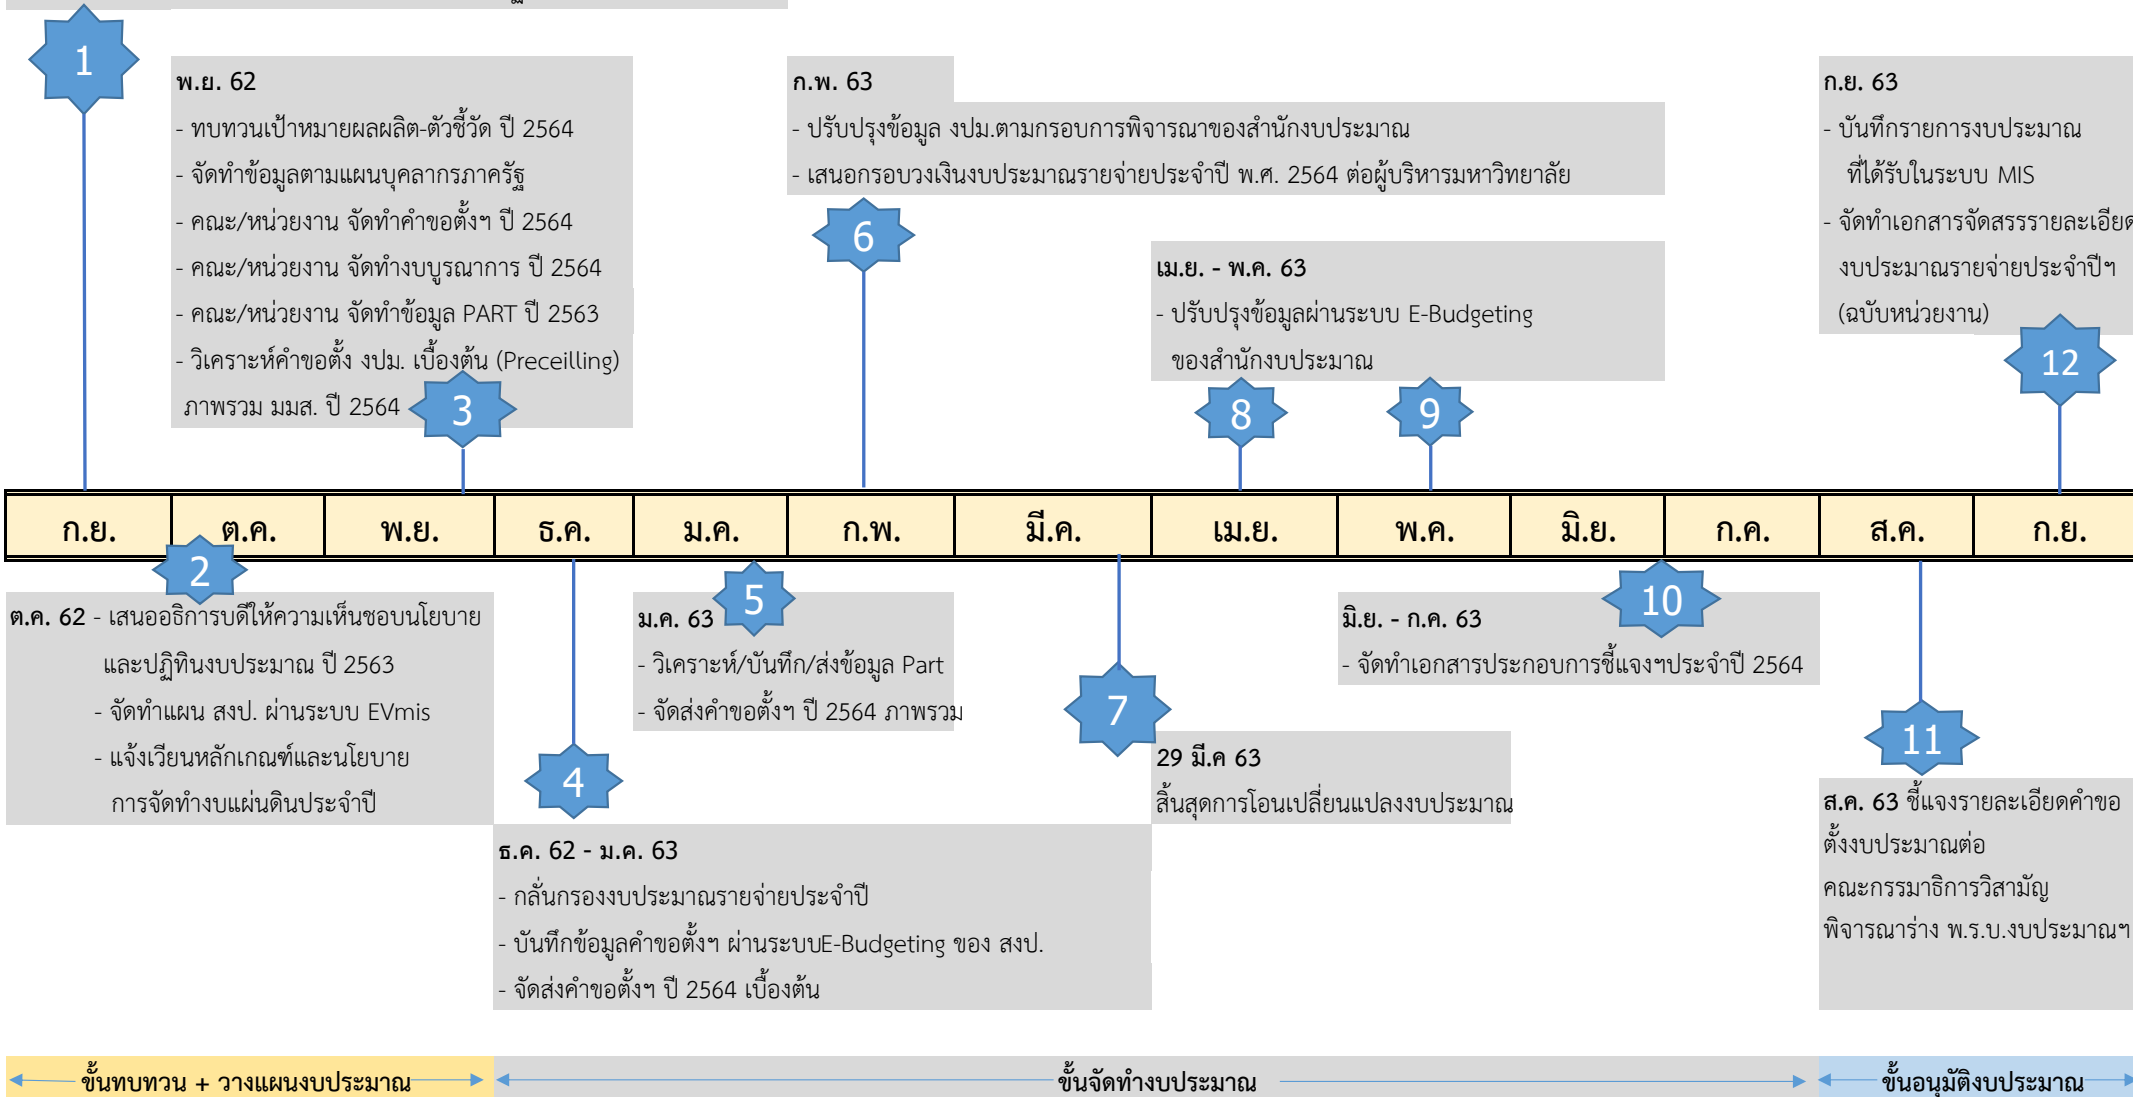 1
พ.ย. 62
- ทบทวนเป้าหมายผลผลิต-ตัวชี้วัด ปี 2564
- จัดทำข้อมูลตามแผนบุคลากรภาครัฐ
- คณะ/หน่วยงาน จัดทำคำขอตั้งฯ ปี 2564
- คณะ/หน่วยงาน จัดทำงบบูรณาการ ปี 2564
- คณะ/หน่วยงาน จัดทำข้อมูล PART ปี 2563
- วิเคราะห์คำขอตั้ง งปม. เบื้องต้น (Preceilling)
ภาพรวม มมส. ปี 2564
3
ก.พ. 63
- ปรับปรุงข้อมูล งปม.ตามกรอบการพิจารณาของสำนักงบประมาณ
- เสนอกรอบวงเงินงบประมาณรายจ่ายประจำปี พ.ศ. 2564 ต่อผู้บริหารมหาวิทยาลัย
6
เม.ย. - พ.ค. 63
- ปรับปรุงข้อมูลผ่านระบบ E-Budgeting
ของสำนักงบประมาณ
8
9
ก.ย. 63
- บันทึกรายการงบประมาณ
ที่ได้รับในระบบ MIS
- จัดทำเอกสารจัดสรรรายละเอียด
งบประมาณรายจ่ายประจำปีฯ
(ฉบับหน่วยงาน)
12
ก.ย. ต.ค. พ.ย. ธ.ค. ม.ค. ก.พ. มี.ค. เม.ย. พ.ค. มิ.ย. ก.ค. ส.ค. ก.ย.
2
ต.ค. 62 - เสนออธิการบดีให้ความเห็นชอบนโยบาย
และปฏิทินงบประมาณ ปี 2563
- จัดทำแผน สงป. ผ่านระบบ EVmis
- แจ้งเวียนหลักเกณฑ์และนโยบาย
การจัดทำงบแผ่นดินประจำปี
4
ธ.ค. 62 - ม.ค. 63
- กลั่นกรองงบประมาณรายจ่ายประจำปี
- บันทึกข้อมูลคำขอตั้งฯ ผ่านระบบE-Budgeting ของ สงป.
- จัดส่งคำขอตั้งฯ ปี 2564 เบื้องต้น
5
ม.ค. 63
- วิเคราะห์/บันทึก/ส่งข้อมูล Part
- จัดส่งคำขอตั้งฯ ปี 2564 ภาพรวม
7
29 มี.ค 63
สิ้นสุดการโอนเปลี่ยนแปลงงบประมาณ
10
มิ.ย. - ก.ค. 63
- จัดทำเอกสารประกอบการชี้แจงฯประจำปี 2564
11
ส.ค. 63 ชี้แจงรายละเอียดคำขอ
ตั้งงบประมาณต่อ
คณะกรรมาธิการวิสามัญ
พิจารณาร่าง พ.ร.บ.งบประมาณฯ
ขั้นทบทวน + วางแผนงบประมาณ
ขั้นจัดทำงบประมาณ
ขั้นอนุมัติงบประมาณ